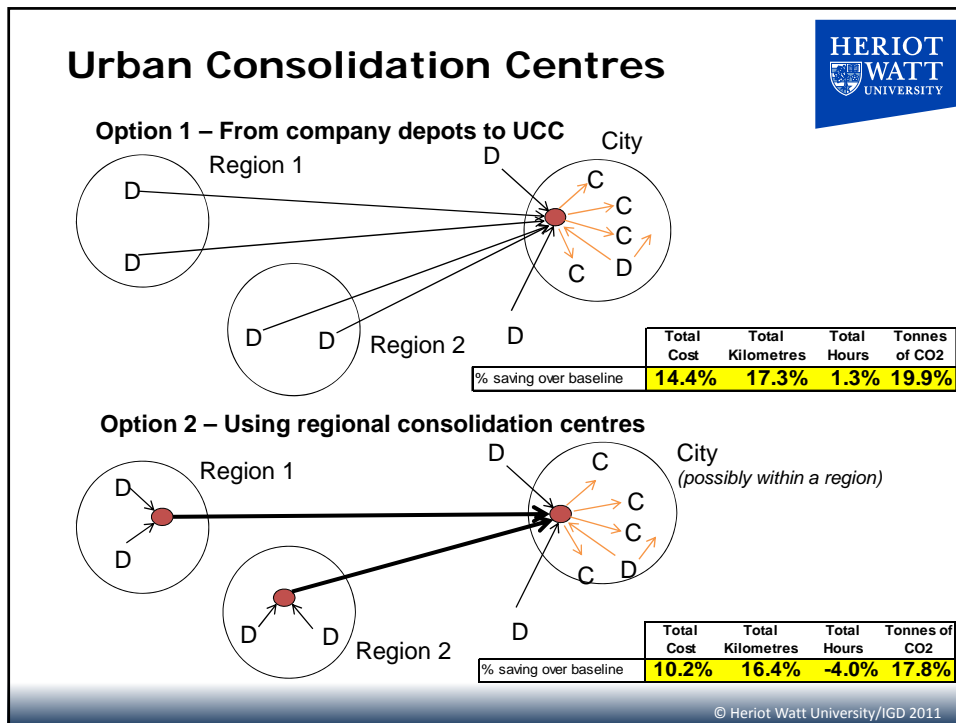 Urban Consolidation Centres
HERIOT
WATT
UNIVERSITY
Option 1 – From company depots to UCC
Region 1
D
D
D
City
C
C
C
C
D
D
D
Region 2
D
Total Cost Total Kilometres Total Hours Tonnes of CO2
% saving over baseline 14.4% 17.3% 1.3% 19.9%
Option 2 – Using regional consolidation centres
Region 1
D
D
D
City
(possibly within a region)
C
C
C
C
D
D
D
Region 2
D
Total Cost Total Kilometres Total Hours Tonnes of CO2
% saving over baseline 10.2% 16.4% -4.0% 17.8%
© Heriot Watt University/IGD 2011